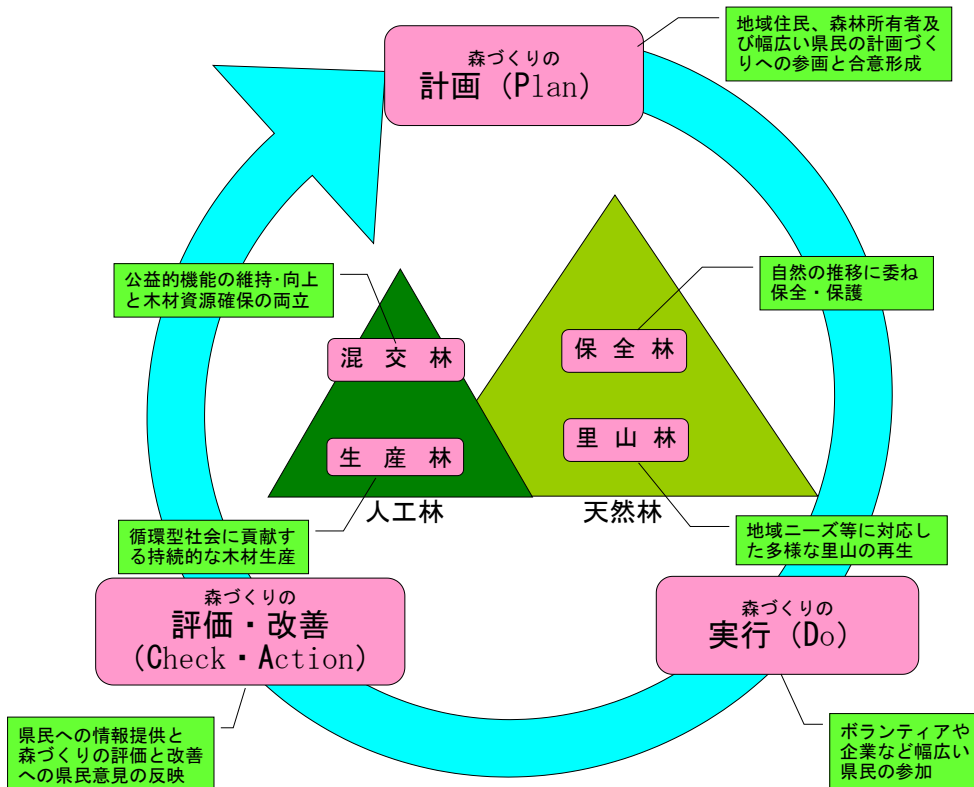 地域住民、森林所有者及
び幅広い県民の計画づく
りへの参画と合意形成
森づくりの
計画（Plan）
公益的機能の維持･向上
と木材資源確保の両立
自然の推移に委ね
保全・保護
混 交 林
保 全 林
生 産 林
里 山 林
人工林
天然林
循環型社会に貢献す
る持続的な木材生産
地域ニーズ等に対応し
た多様な里山の再生
森づくりの
評価・改善
（Check・Action）
森づくりの
実行（Do）
県民への情報提供と
森づくりの評価と改善
への県民意見の反映
ボランティアや
企業など幅広い
県民の参加